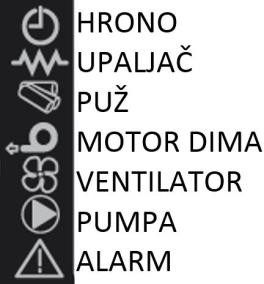 HRONO
UPALJAČ
PUŽ
MOTOR DIMA
VENTILATOR
PUMPA
ALARM